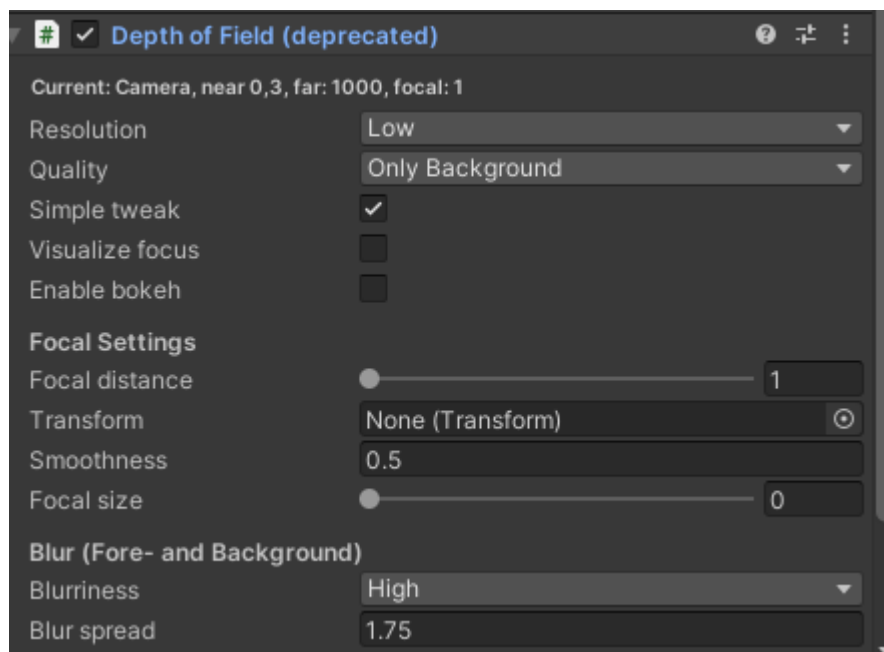 # Depth of Field (deprecated)
Current: Camera, near 0,3, far: 1000, focal: 1
Resolution Low
Quality Only Background
Simple tweak
Visualize focus
Enable bokeh
Focal Settings
Focal distance 1
Transform None (Transform)
Smoothness 0.5
Focal size 0
Blur (Fore- and Background)
Blurriness High
Blur spread 1.75